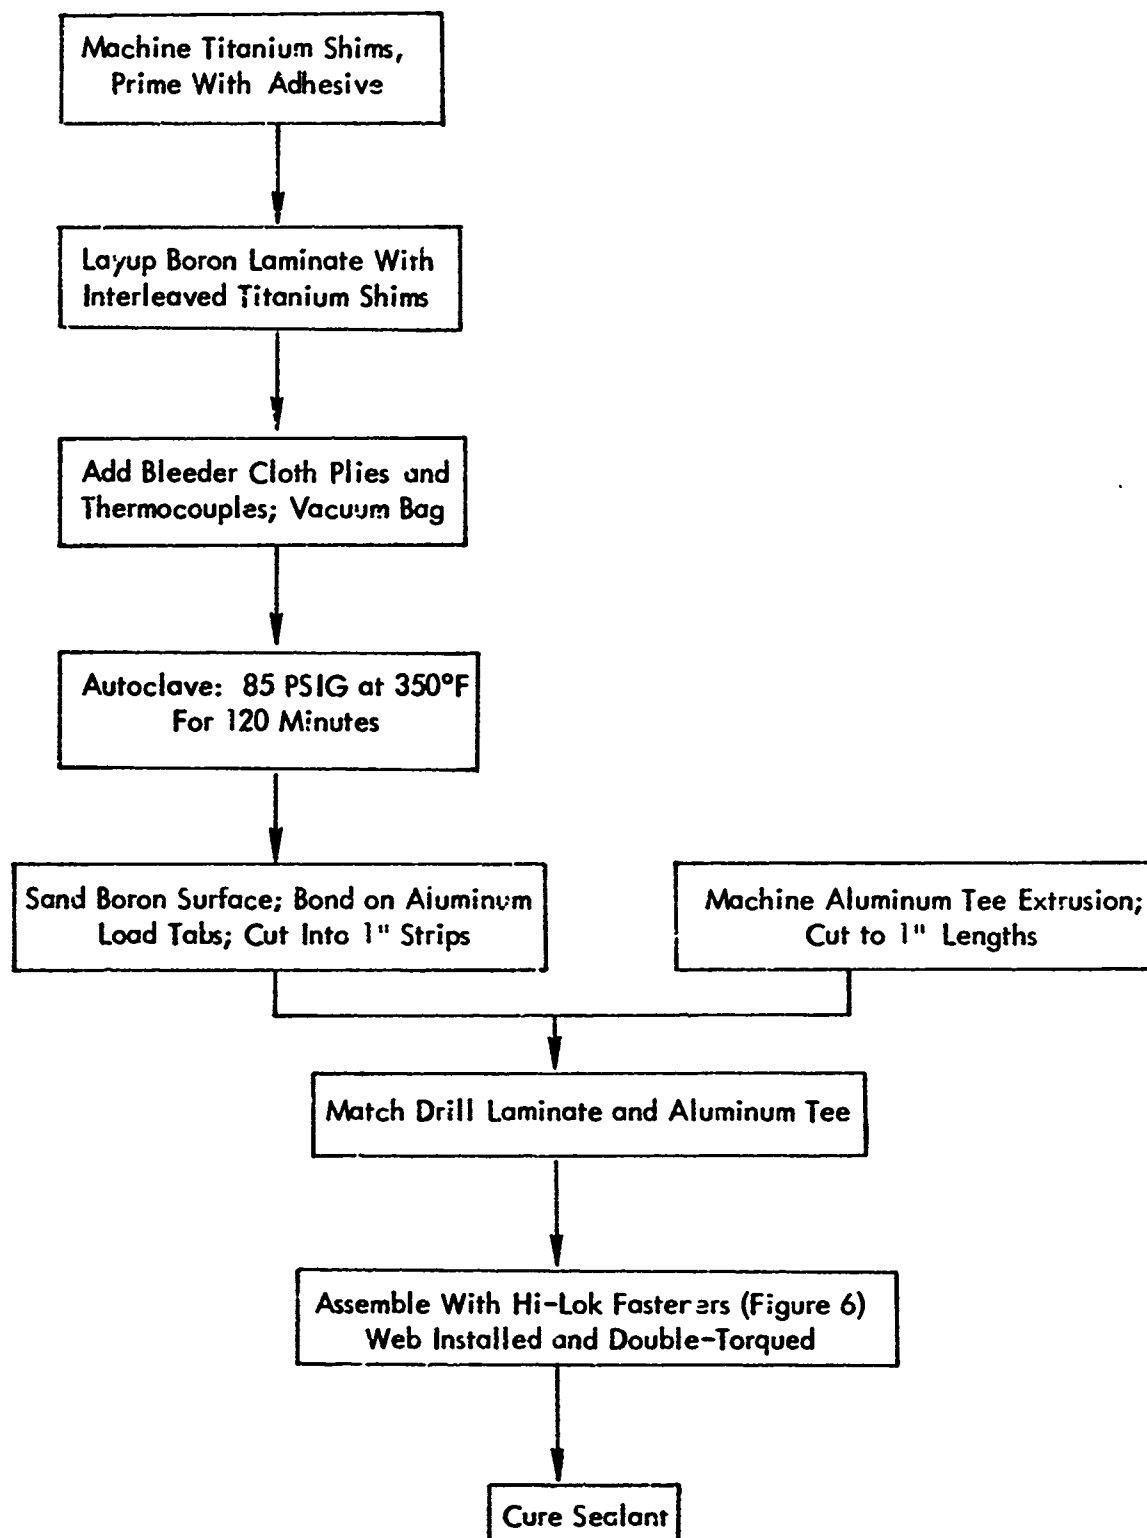 Machine Titanium Shims,
Prime With Adhesive
Layup Boron Laminate With
Interleaved Titanium Shims
Add Bleeder Cloth Plies and
Thermocouples; Vacuum Bag
Autoclave: 85 PSIG at 350°F
For 120 Minutes
Sand Boron Surface; Bond on Aluminum
Load Tabs; Cut Into 1" Strips
Machine Aluminum Tee Extrusion;
Cut to 1" Lengths
Match Drill Laminate and Aluminum Tee
Assemble With Hi-Lok Fasteners (Figure 6)
Web Installed and Double-Torqued
Cure Sealant